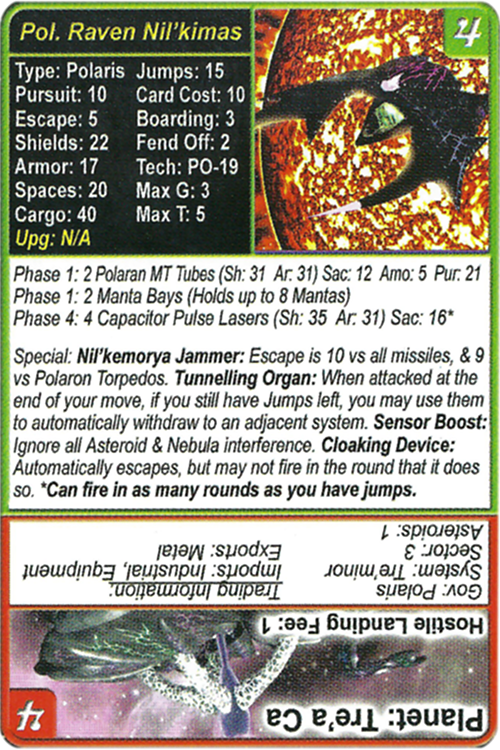 Pol. Raven Nil'kimas
4
Type: Polaris Jumps: 15
Pursuit: 10 Card Cost: 10
Escape: 5 Boarding: 3
Shields: 22 Fend Off: 2
Armor: 17 Tech: PO-19
Spaces: 20 Max G: 3
Cargo: 40 Max T: 5
Upg: N/A
Phase 1: 2 Polaran MT Tubes (Sh: 31 Ar: 31) Sac: 12 Amo: 5 Pur: 21
Phase 1: 2 Manta Bays (Holds up to 8 Mantas)
Phase 4: 4 Capacitor Pulse Lasers (Sh: 35 Ar: 31) Sac: 16*
Special: Nil'kemorya Jammer: Escape is 10 vs all missiles, & 9
vs Polaron Torpedos. Tunnelling Organ: When attacked at the
end of your move, if you still have Jumps left, you may use them
to automatically withdraw to an adjacent system. Sensor Boost:
Ignore all Asteroid & Nebula interference. Cloaking Device:
Automatically escapes, but may not fire in the round that it does
so. *Can fire in as many rounds as you have jumps.
Planet: Tre'a Ca
4
Hostile Landing Fee: 1
Gov: Polaris
System: Tre'minor
Sector: 3
Asteroids: 1
Trading Information:
Imports: Industrial, Equipment
Exports: Metal